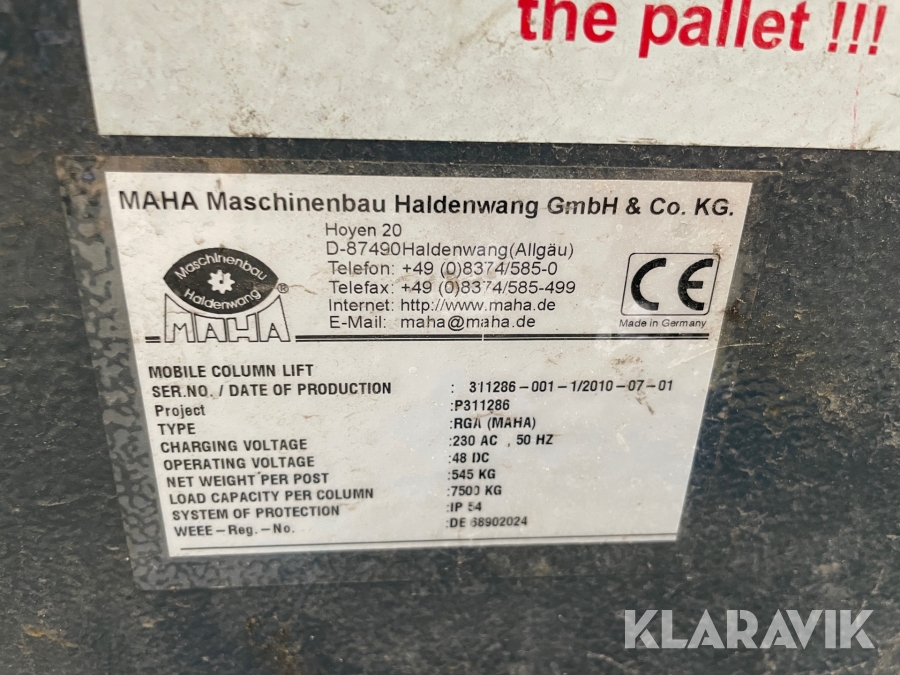 the pallet !!!
MAHA Maschinenbau Haldenwang GmbH & Co. KG.
Hoyen 20
D-87490Haldenwang(Allgäu)
Telefon: +49 (0)8374/585-0
Telefax: +49 (0)8374/585-499
Internet: http://www.maha.de
E-Mail: maha@maha.de
Maschinenbau
Haldenwang
MAHA ®
CE
Made in Germany
MOBILE COLUMN LIFT
SER.NO. / DATE OF PRODUCTION : 311286-001-1/2010-07-01
Project :P311286
TYPE :RGA (MAHA)
CHARGING VOLTAGE :230 AC , 50 HZ
OPERATING VOLTAGE :48 DC
NET WEIGHT PER POST :545 KG
LOAD CAPACITY PER COLUMN :7500 KG
SYSTEM OF PROTECTION :IP 54
WEEE-Reg.-No. :DE 68902024
KLARAVIK